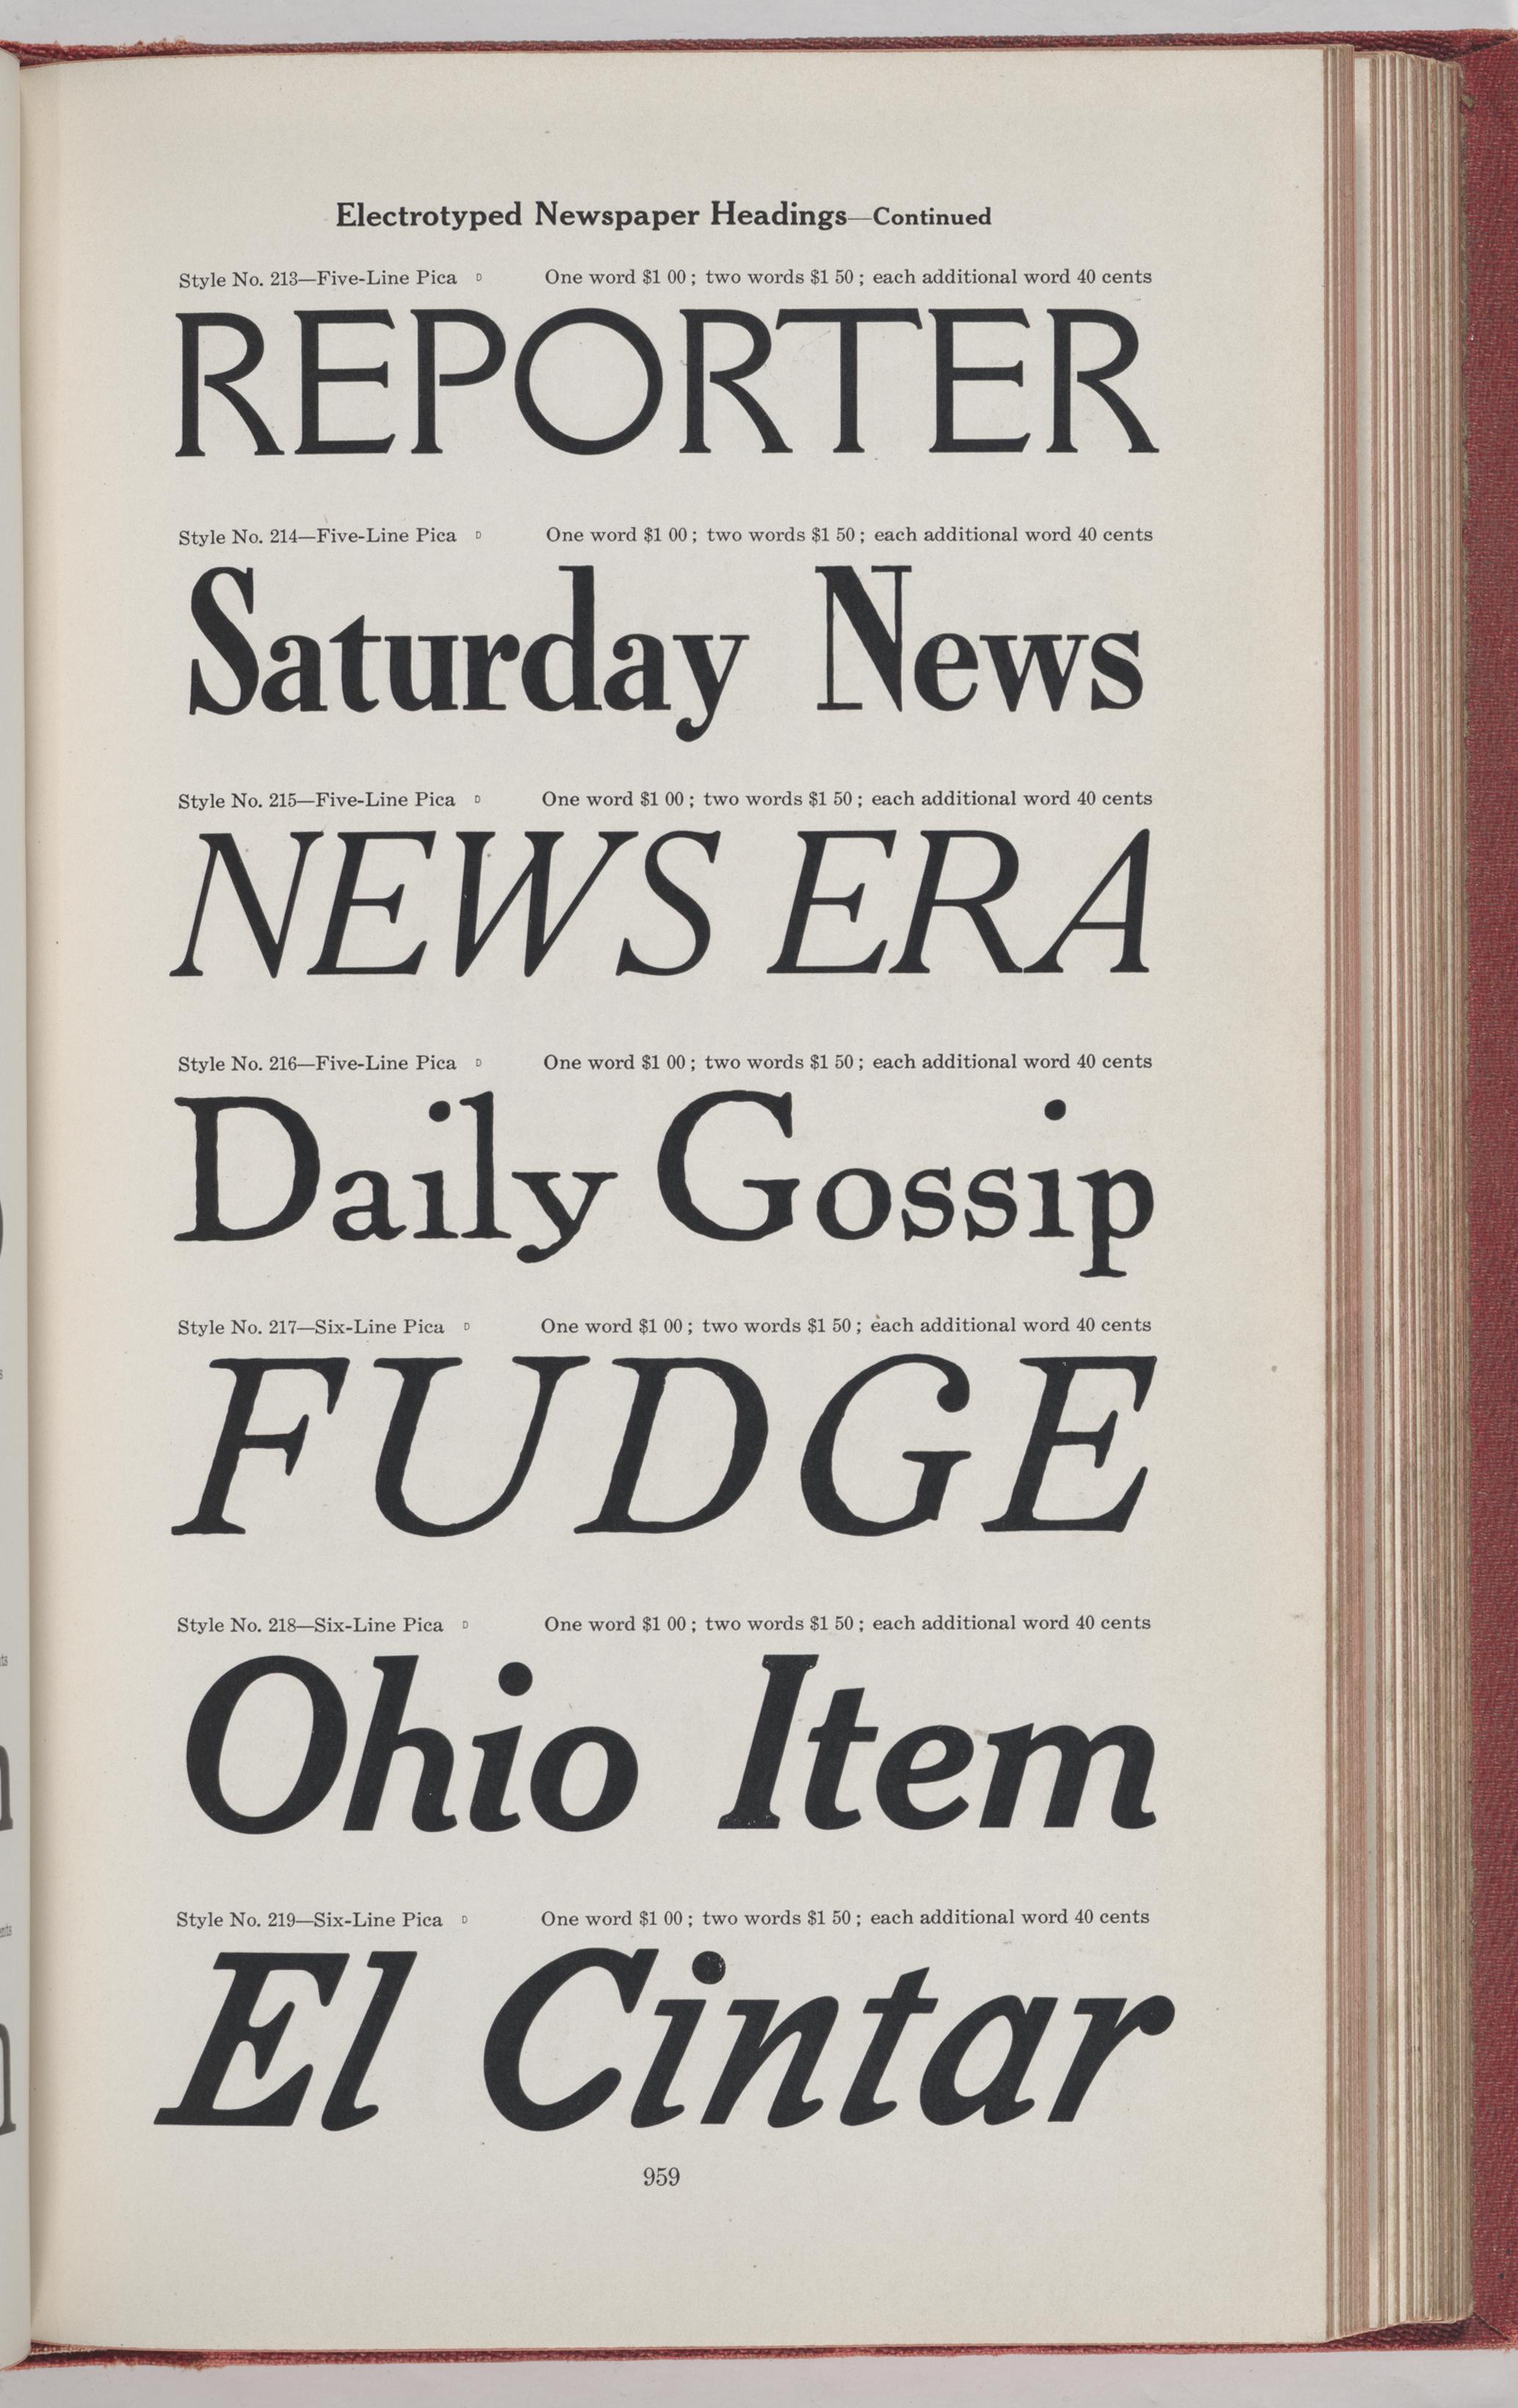 Electrotyped Newspaper Headings—Continued
Style No. 213—Five-Line Pica D One word $1 00; two words $1 50; each additional word 40 cents
REPORTER
Style No. 214—Five-Line Pica D One word $1 00; two words $1 50; each additional word 40 cents
Saturday News
Style No. 215—Five-Line Pica D One word $1 00; two words $1 50; each additional word 40 cents
NEWS ERA
Style No. 216—Five-Line Pica D One word $1 00; two words $1 50; each additional word 40 cents
Daily Gossip
Style No. 217—Six-Line Pica D One word $1 00; two words $1 50; each additional word 40 cents
FUDGE
Style No. 218—Six-Line Pica D One word $1 00; two words $1 50; each additional word 40 cents
Ohio Item
Style No. 219—Six-Line Pica D One word $1 00; two words $1 50; each additional word 40 cents
El Cintar
959